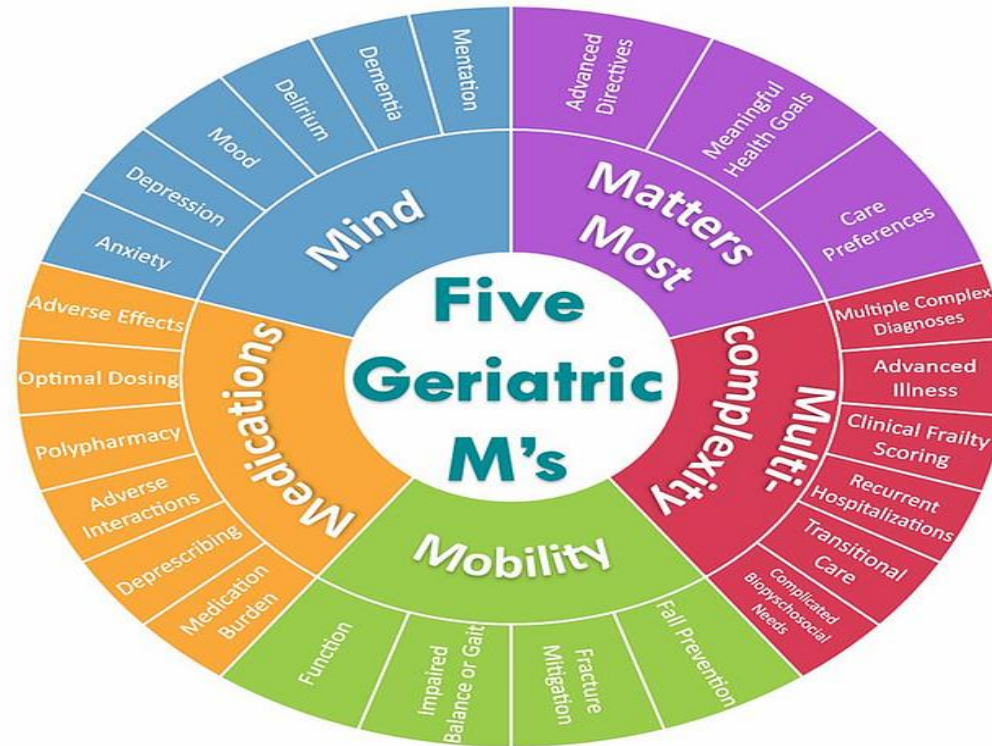 Five
Geriatric
M's
Mind
Mentation
Dementia
Delirium
Mood
Depression
Anxiety
Matters
Most
Advanced
Directives
Meaningful
Health Goals
Care
Preferences
Multi-
complexity
Multiple Complex
Diagnoses
Advanced
Illness
Clinical Frailty
Scoring
Recurrent
Hospitalizations
Transitional
Care
Complicated
Biopyschosocial
Needs
Mobility
Fall Prevention
Fracture
Mitigation
Impaired
Balance or Gait
Function
Medications
Adverse Effects
Optimal Dosing
Polypharmacy
Adverse
Interactions
Deprescribing
Medication
Burden